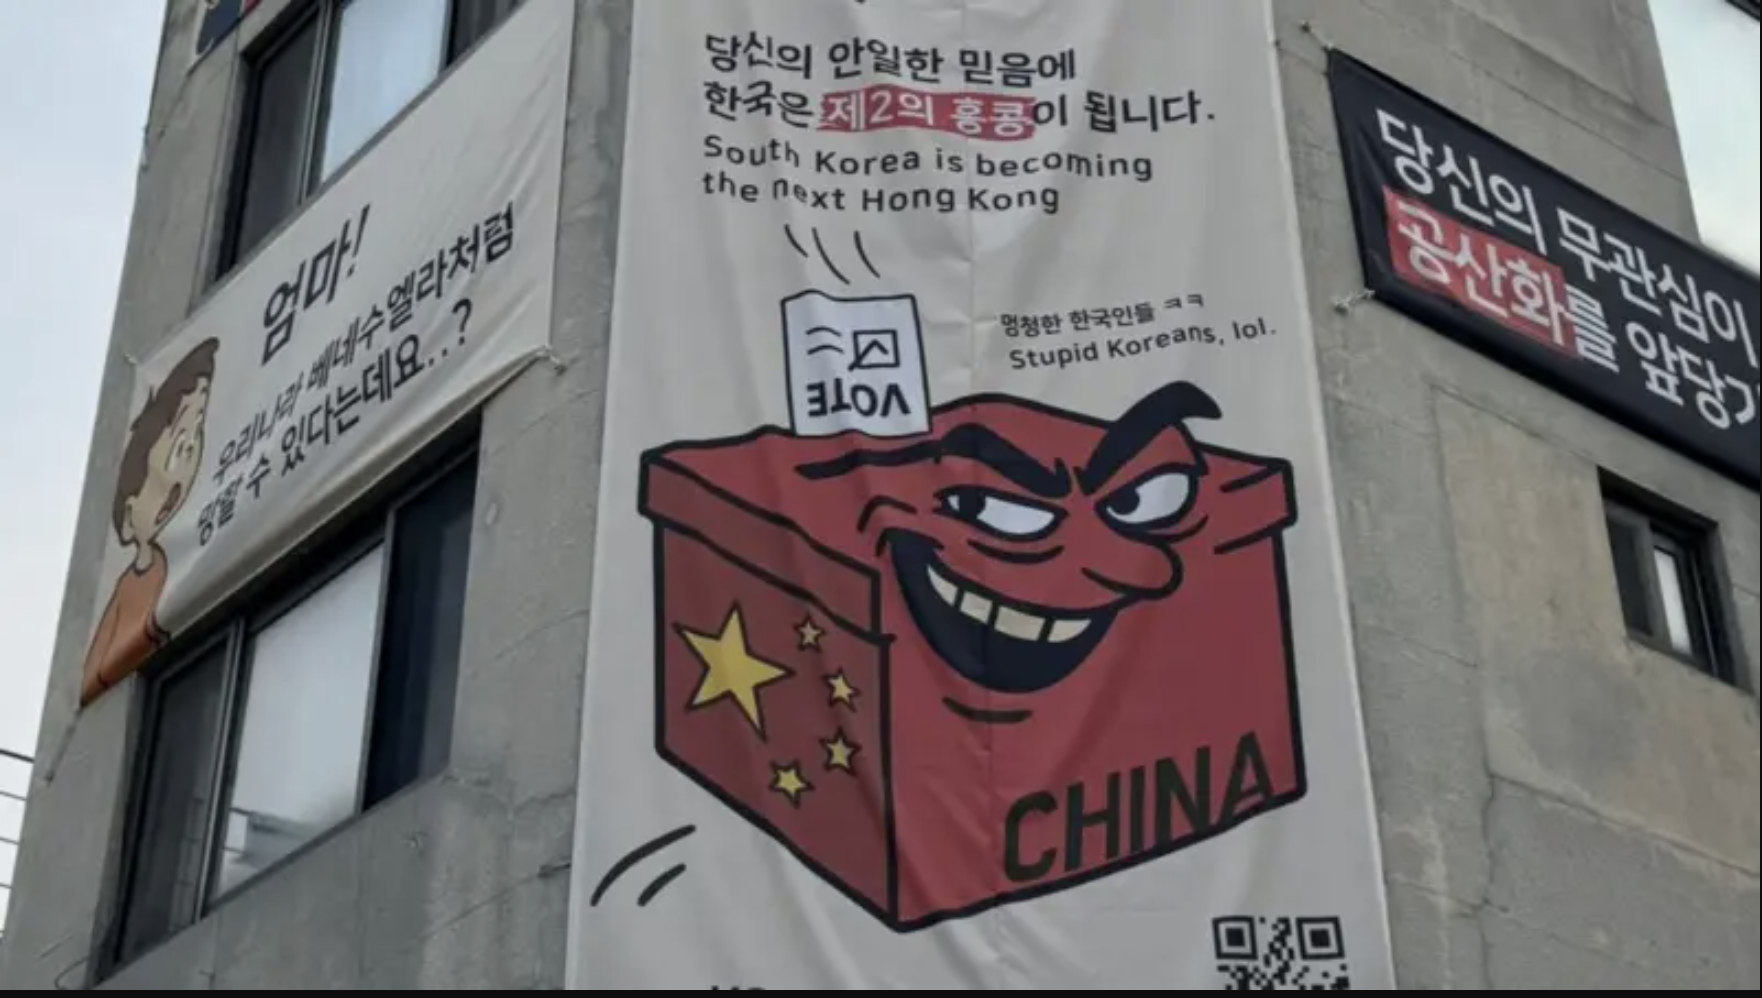 엄마!
우리나라 베네수엘라처럼
망할 수 있다는데요..?
당신의 안일한 믿음에
한국은 제2의 홍콩이 됩니다.
South Korea is becoming
the next Hong Kong
멍청한 한국인들 ㅋㅋ
Stupid Koreans, lol.
VOTE
CHINA
당신의 무관심이
공산화를